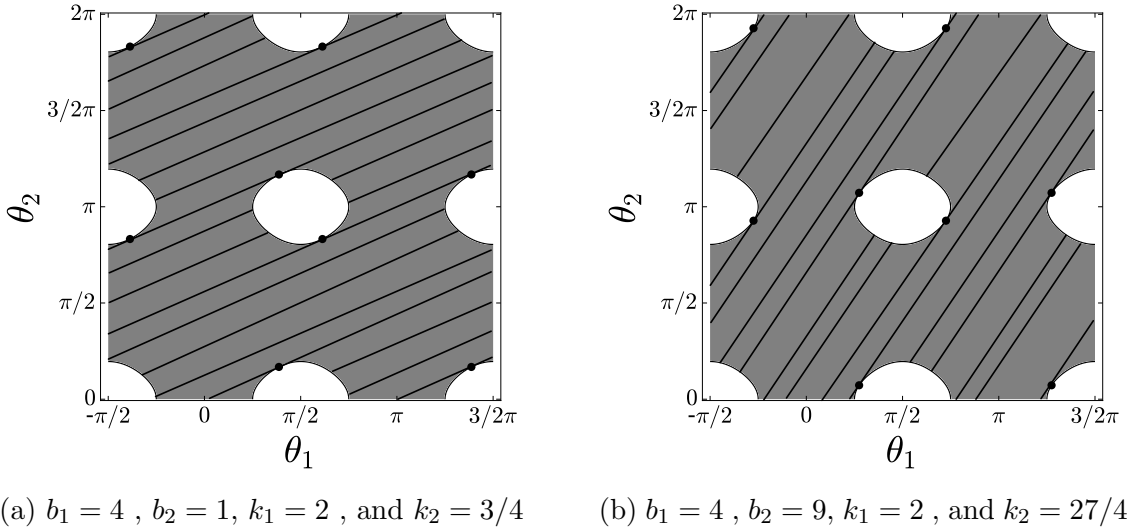 2π
3/2π
π
π/2
0
θ₂
-π/2 0 π/2 π 3/2π
θ₁
(a) b₁ = 4 , b₂ = 1, k₁ = 2 , and k₂ = 3/4
2π
3/2π
π
π/2
0
θ₂
-π/2 0 π/2 π 3/2π
θ₁
(b) b₁ = 4 , b₂ = 9, k₁ = 2 , and k₂ = 27/4